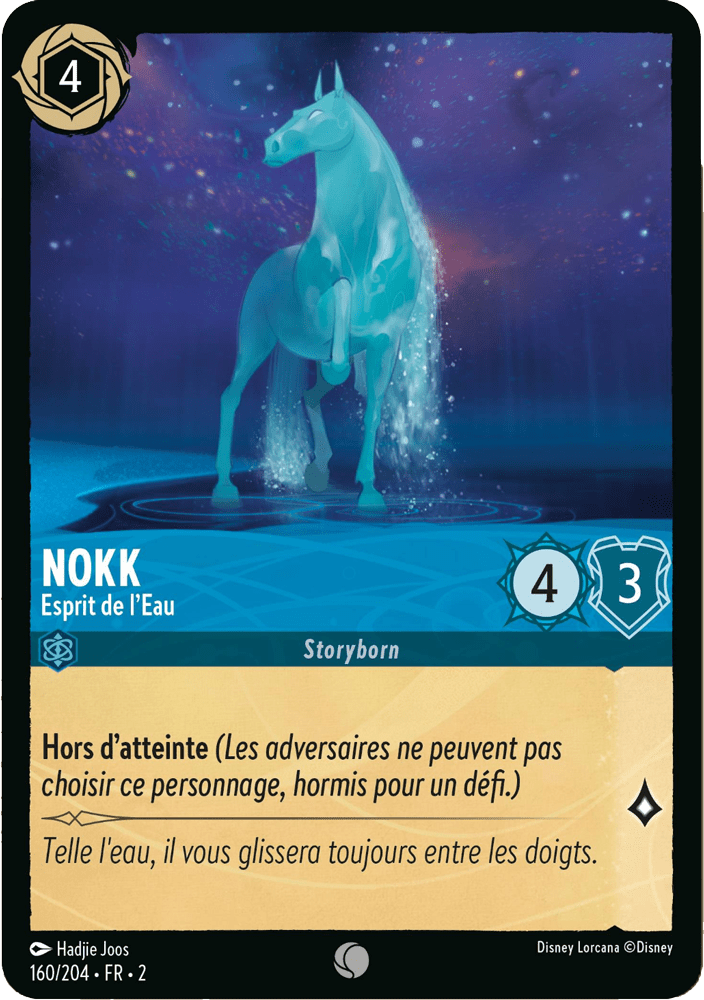 4
NOKK
Esprit de l’Eau
4
3
Storyborn
Hors d’atteinte (Les adversaires ne peuvent pas
choisir ce personnage, hormis pour un défi.)
Telle l'eau, il vous glissera toujours entre les doigts.
Hadjie Joos
Disney Lorcana ©Disney
160/204 • FR • 2